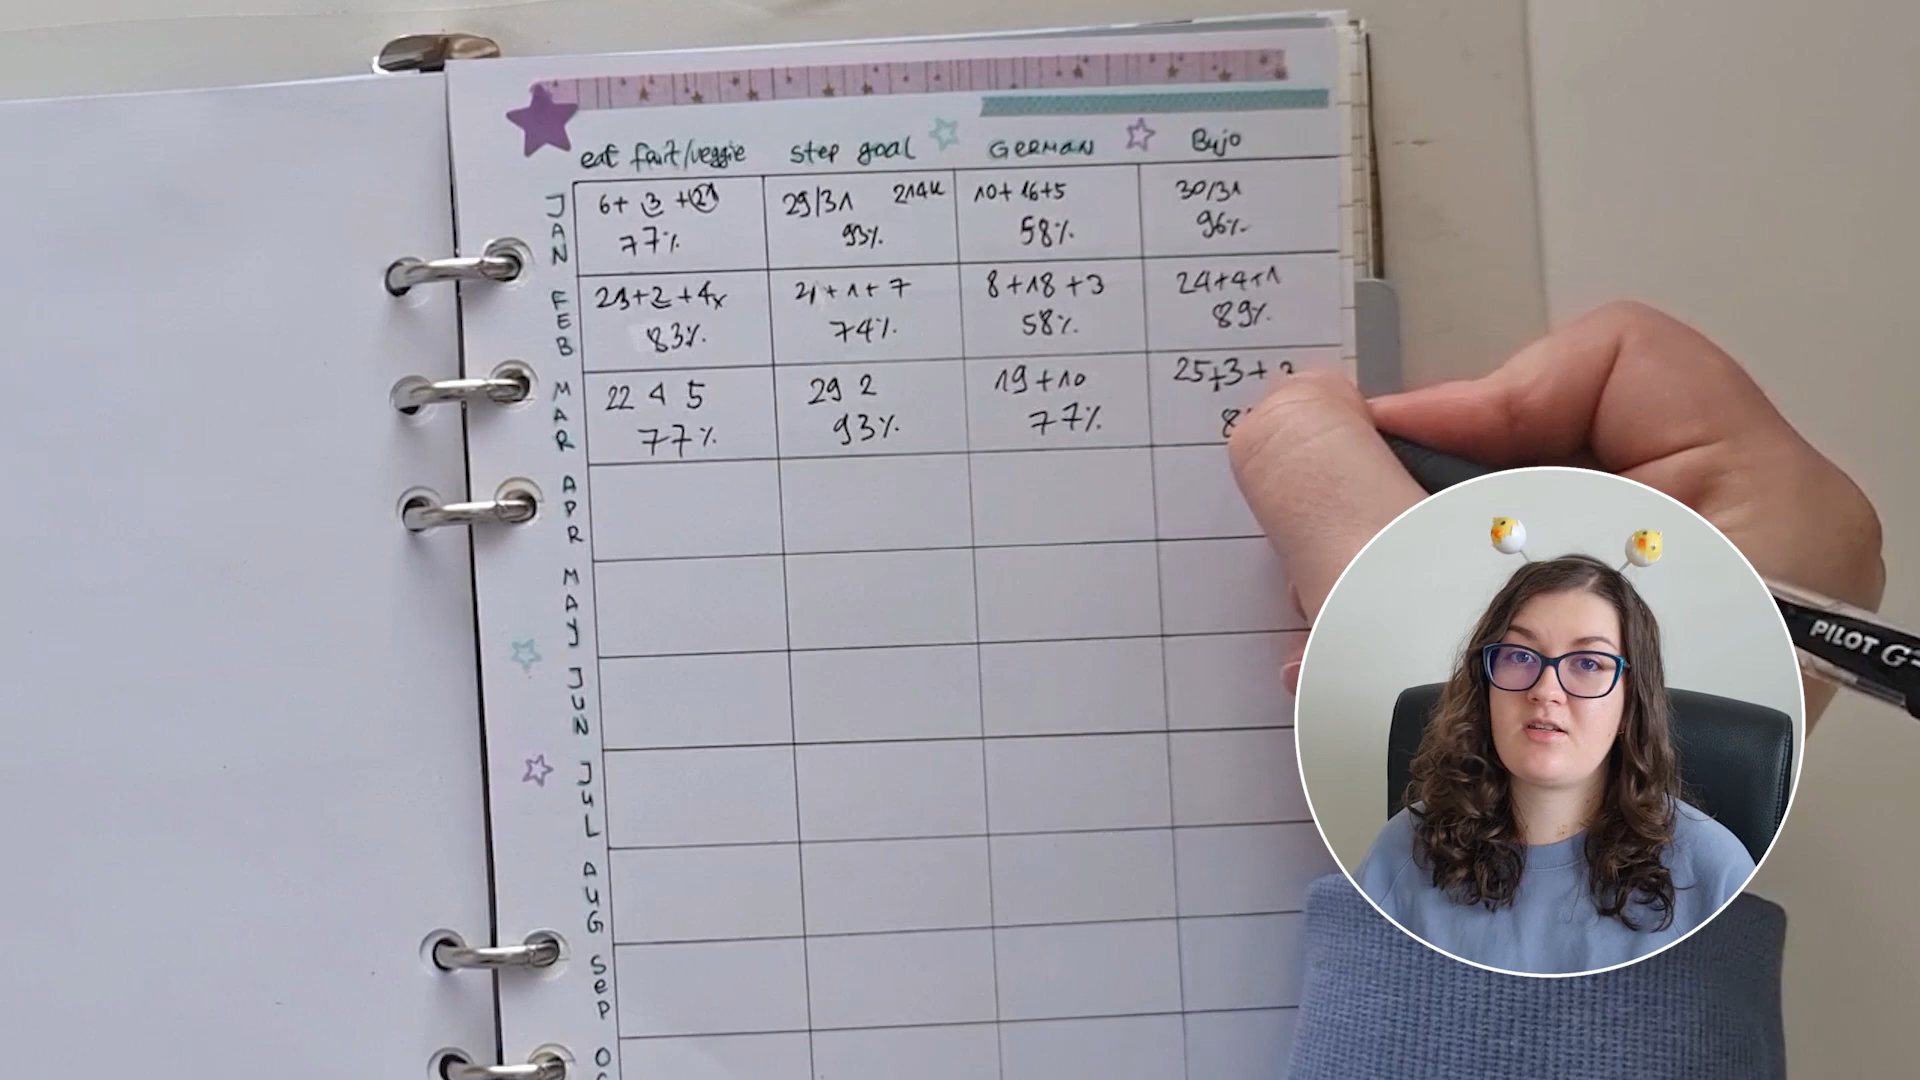 eat fruit/veggie step goal GERMAN Bujo
JAN
6+ 3 +21 29/31 214k 10+16+5 30/31
77% 93% 58% 96%
FEB
23+2+4x 21+1+7 8+18+3 24+4+1
83% 74% 58% 89%
MAR
22 4 5 29 2 19+10 25+3+
77% 93% 77% 8
APR
MAY
JUN
JUL
AUG
SeP
O
PILOT G-